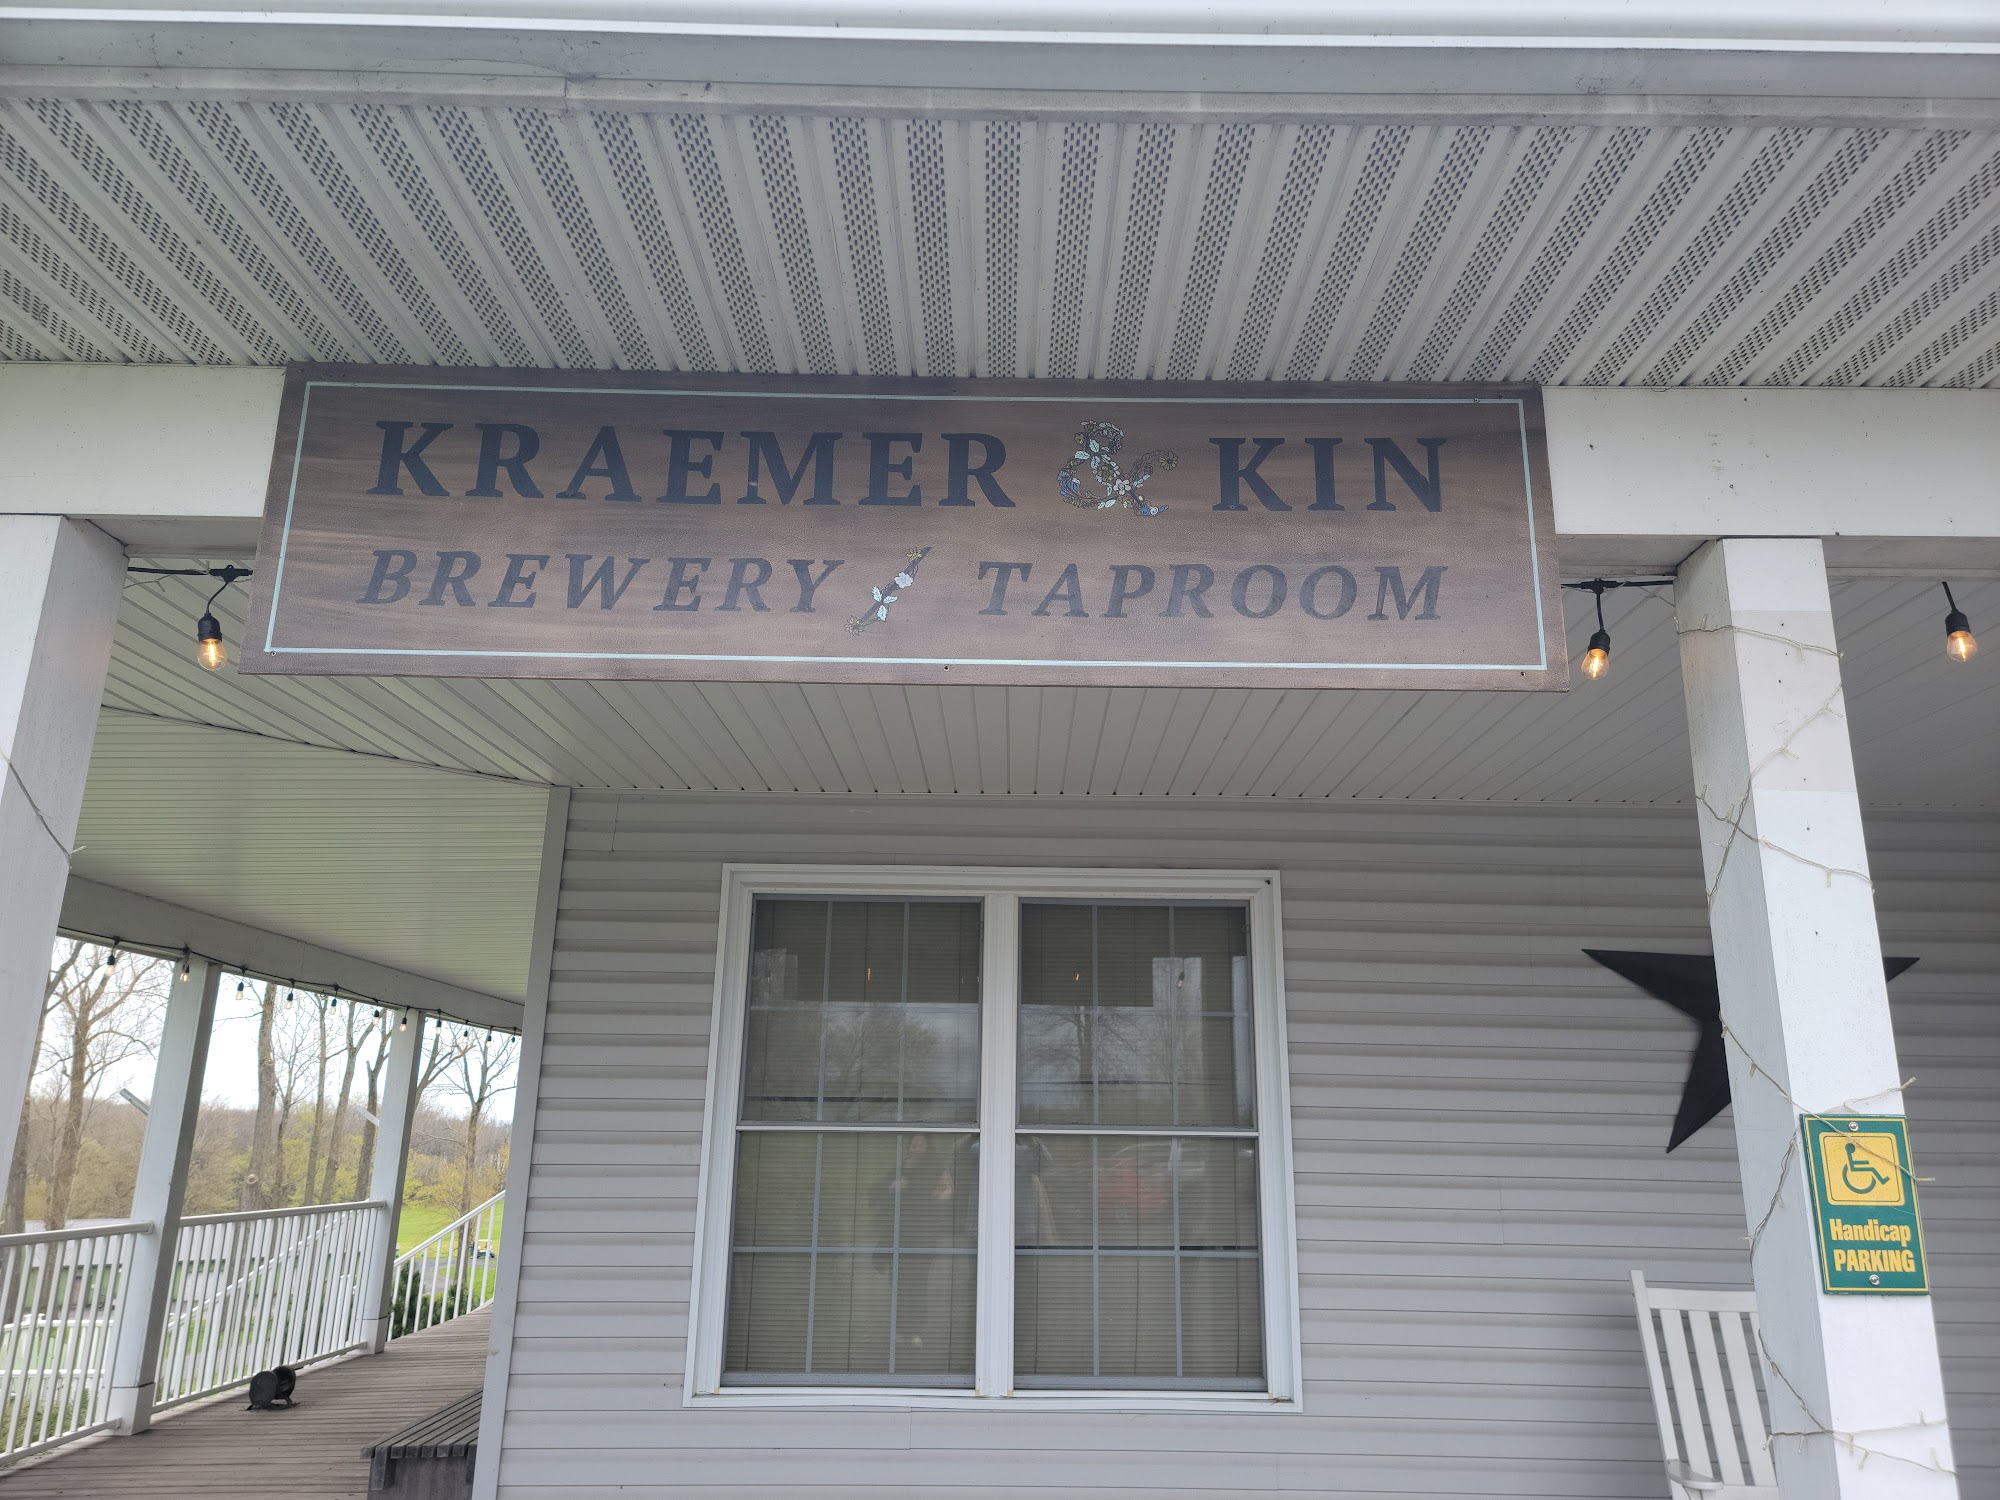 KRAEMER & KIN
BREWERY / TAPROOM
Handicap
PARKING